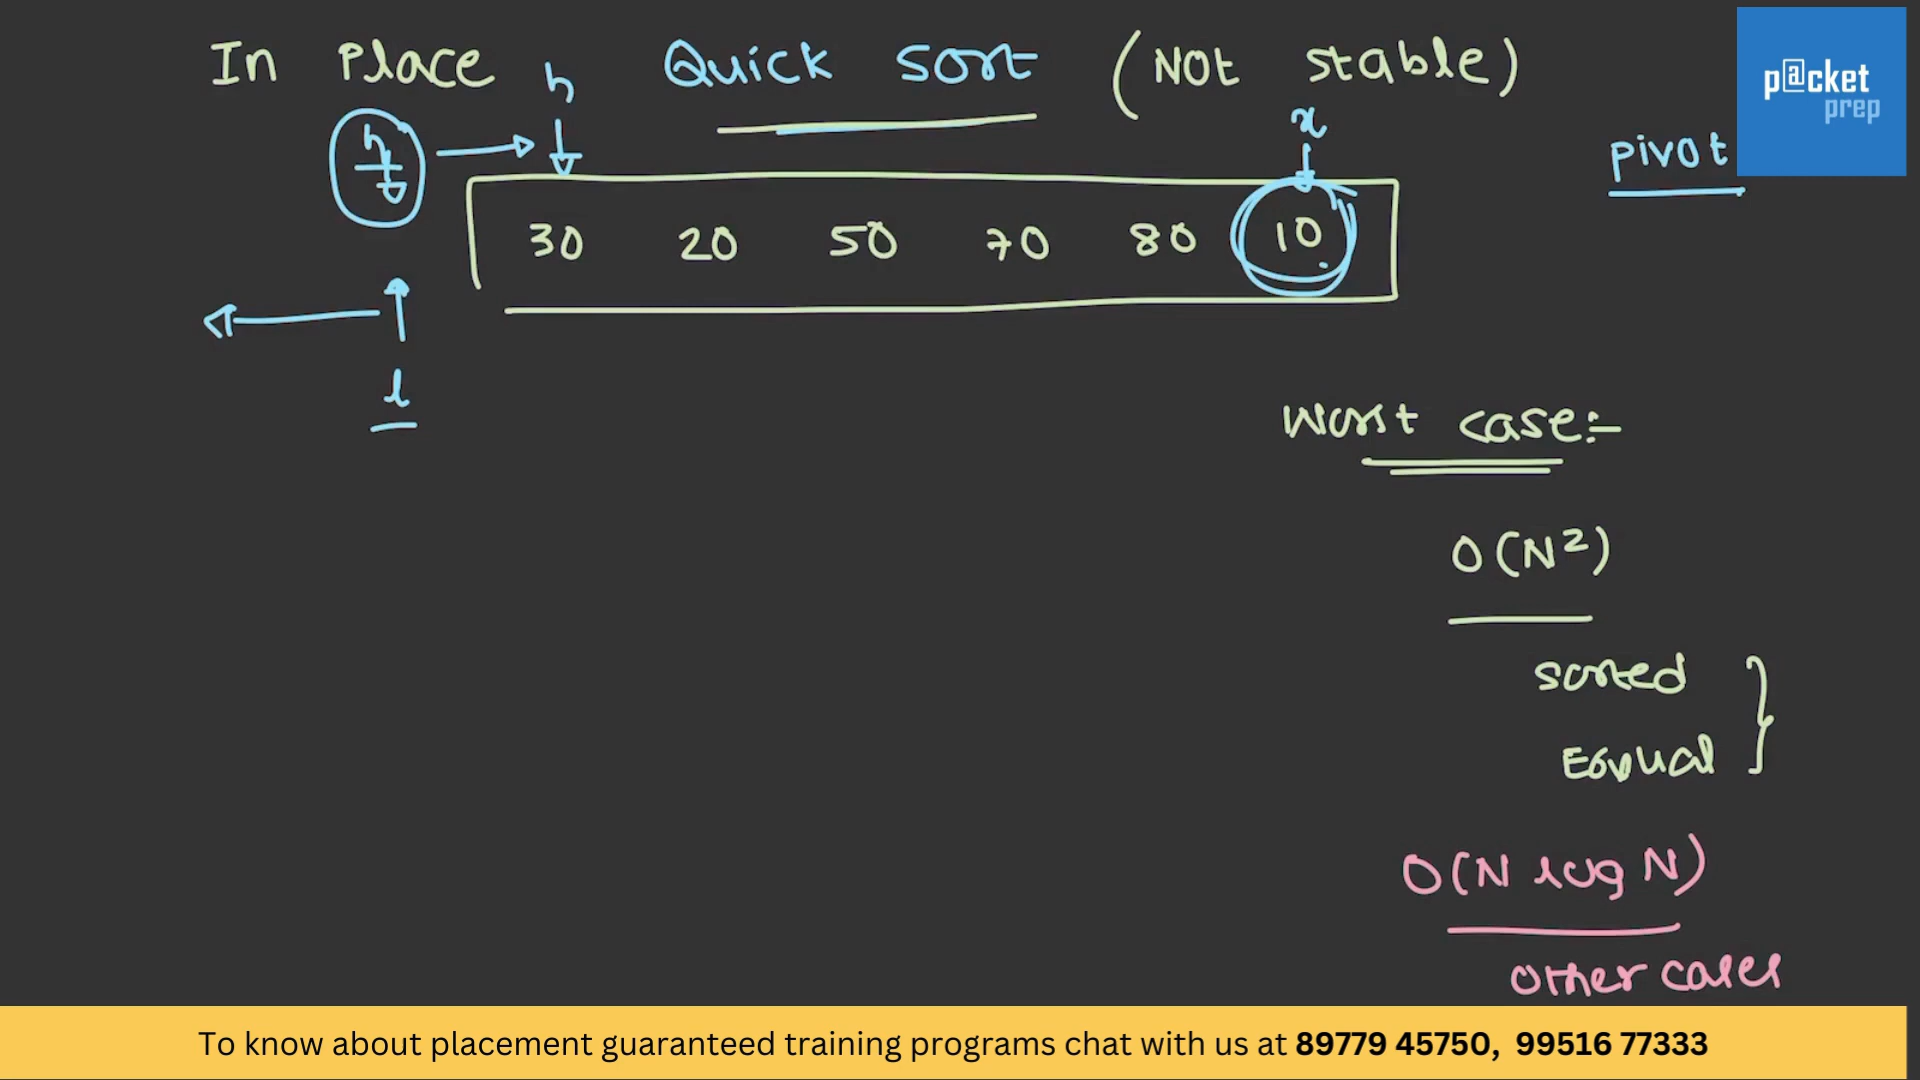 In Place Quick Sort (Not stable)
p@cket
prep
h
h
x
pivot
30 20 50 70 80 10
l
Worst case:-
O(N²)
sorted
Equal
O(N log N)
other cases
To know about placement guaranteed training programs chat with us at 89779 45750, 99516 77333